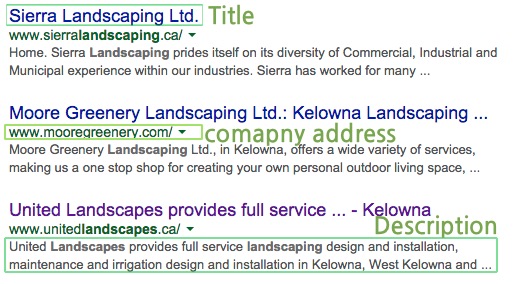 Sierra Landscaping Ltd. Title
www.sierralandscaping.ca/
Home. Sierra Landscaping prides itself on its diversity of Commercial, Industrial and
Municipal experience within our industries. Sierra has worked for many ...
Moore Greenery Landscaping Ltd.: Kelowna Landscaping ...
www.mooregreenery.com/ comapny address
Moore Greenery Landscaping Ltd., in Kelowna, offers a wide variety of services,
making us a one stop shop for creating your own personal outdoor living space, ...
United Landscapes provides full service ... - Kelowna
www.unitedlandscapes.ca/ Description
United Landscapes provides full service landscaping design and installation,
maintenance and irrigation design and installation in Kelowna, West Kelowna and ...